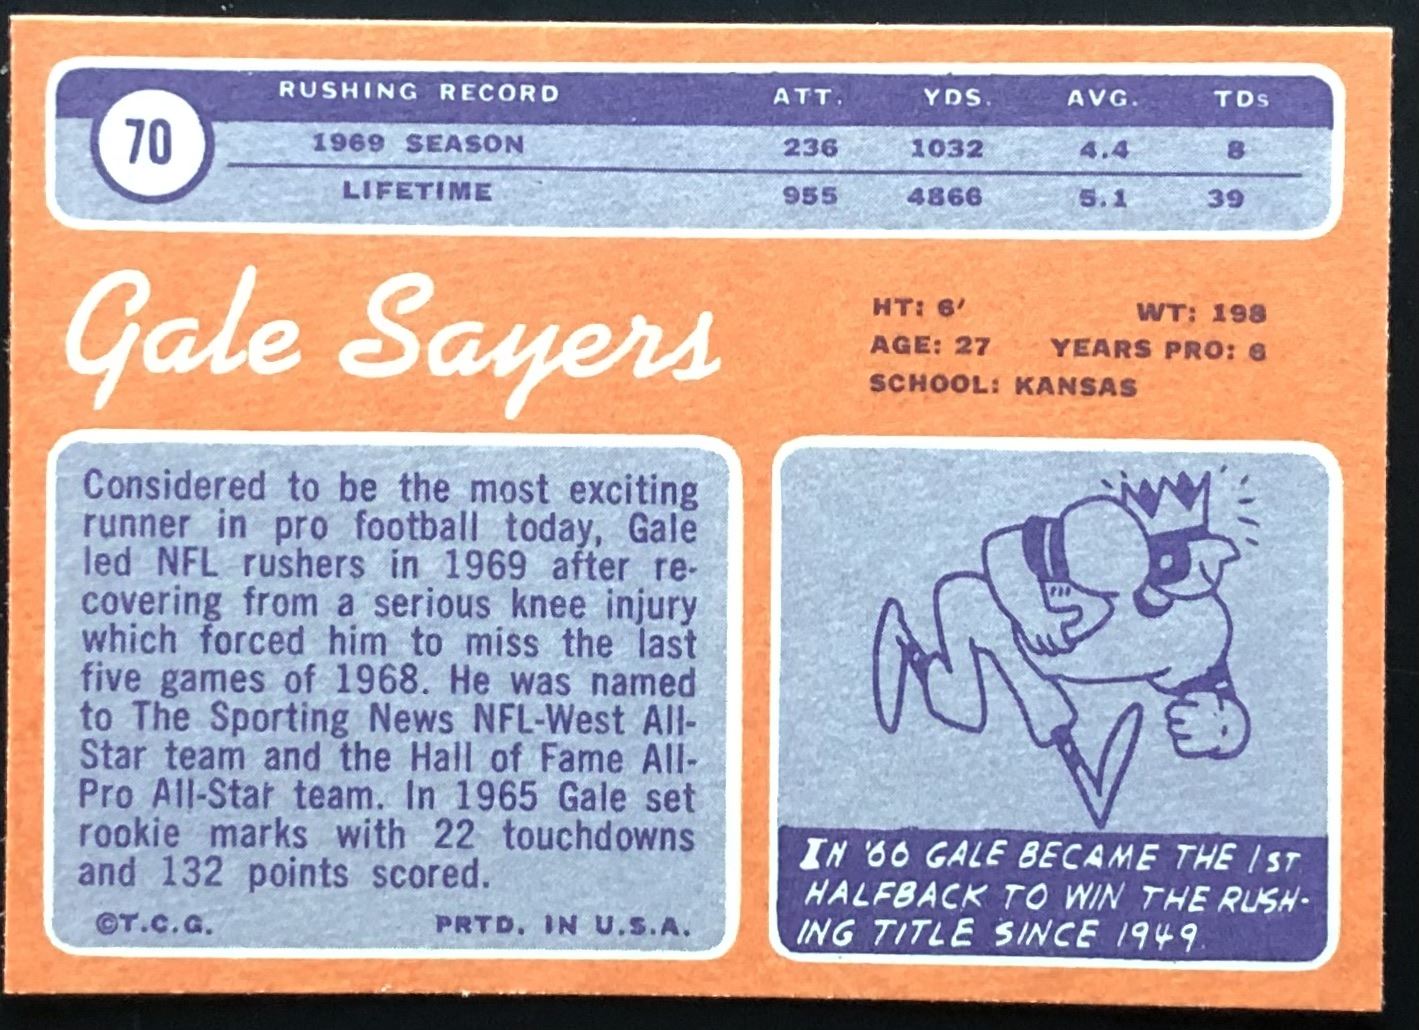 70
RUSHING RECORD ATT. YDS. AVG. TDs
1969 SEASON 236 1032 4.4 8
LIFETIME 955 4866 5.1 39
Gale Sayers
HT: 6' WT: 198
AGE: 27 YEARS PRO: 6
SCHOOL: KANSAS
Considered to be the most exciting
runner in pro football today, Gale
led NFL rushers in 1969 after re-
covering from a serious knee injury
which forced him to miss the last
five games of 1968. He was named
to The Sporting News NFL-West All-
Star team and the Hall of Fame All-
Pro All-Star team. In 1965 Gale set
rookie marks with 22 touchdowns
and 132 points scored.
©T.C.G. PRTD. IN U.S.A.
IN '66 GALE BECAME THE 1ST
HALFBACK TO WIN THE RUSH-
ING TITLE SINCE 1949.